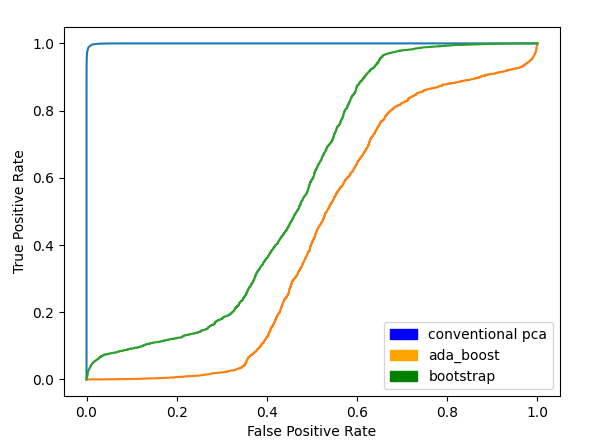 1.0
0.8
0.6
0.4
0.2
0.0
True Positive Rate
conventional pca
ada_boost
bootstrap
0.0 0.2 0.4 0.6 0.8 1.0
False Positive Rate